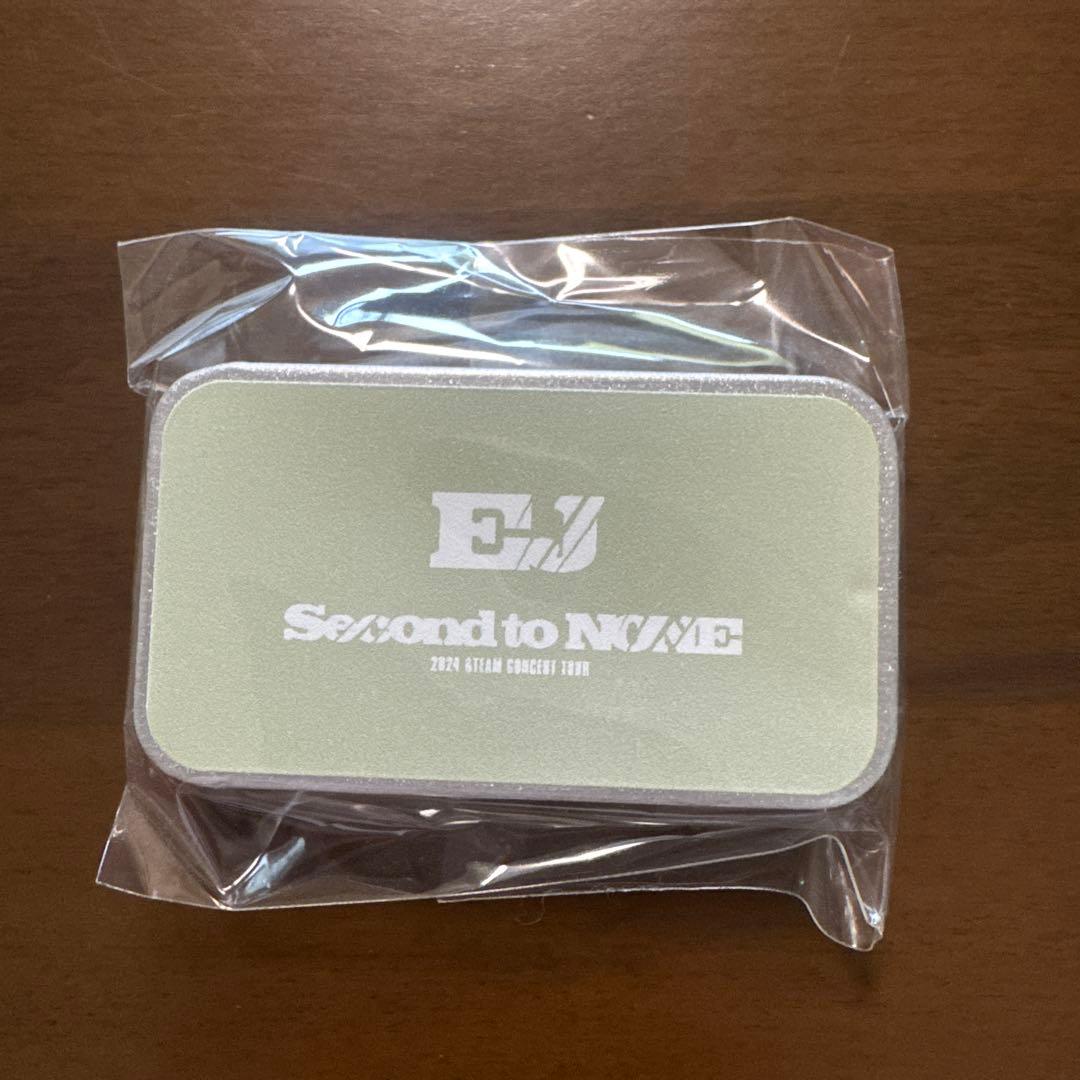 EJ
Second to NONE
2024 &TEAM CONCERT TOUR